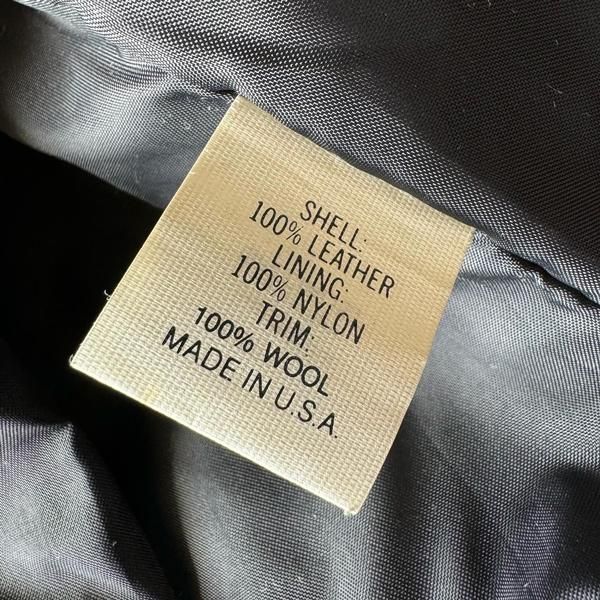 SHELL:
100% LEATHER
LINING:
100% NYLON
TRIM:
100% WOOL
MADE IN U.S.A.